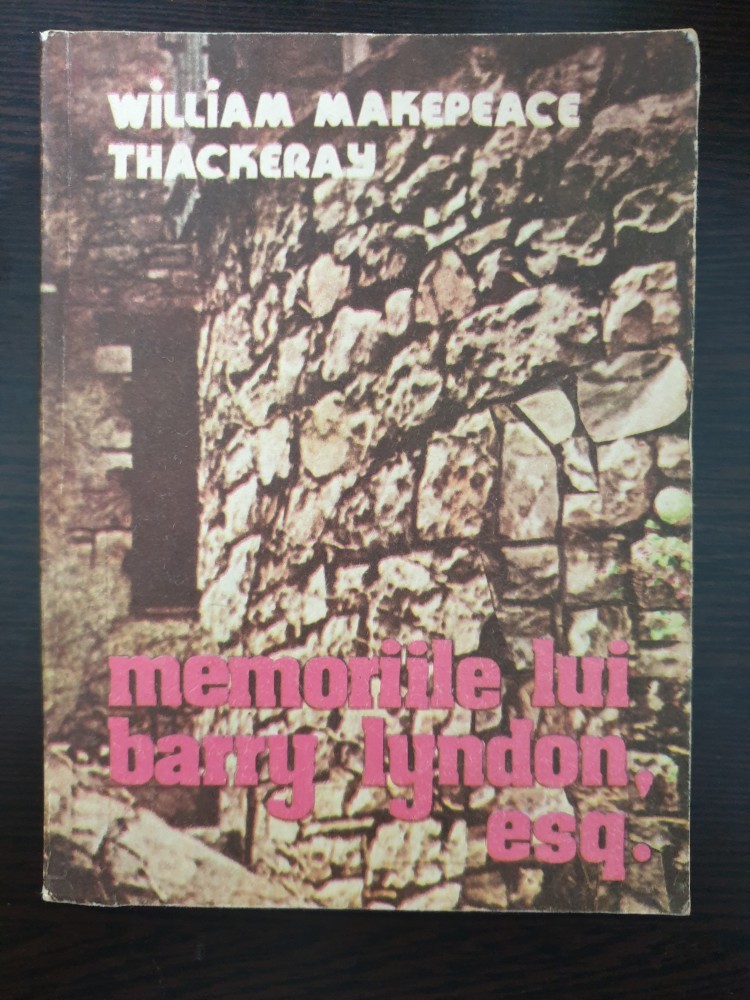 WILLIAM MAKEPEACE
THACKERAY
memoriile lui
barry lyndon,
esq.